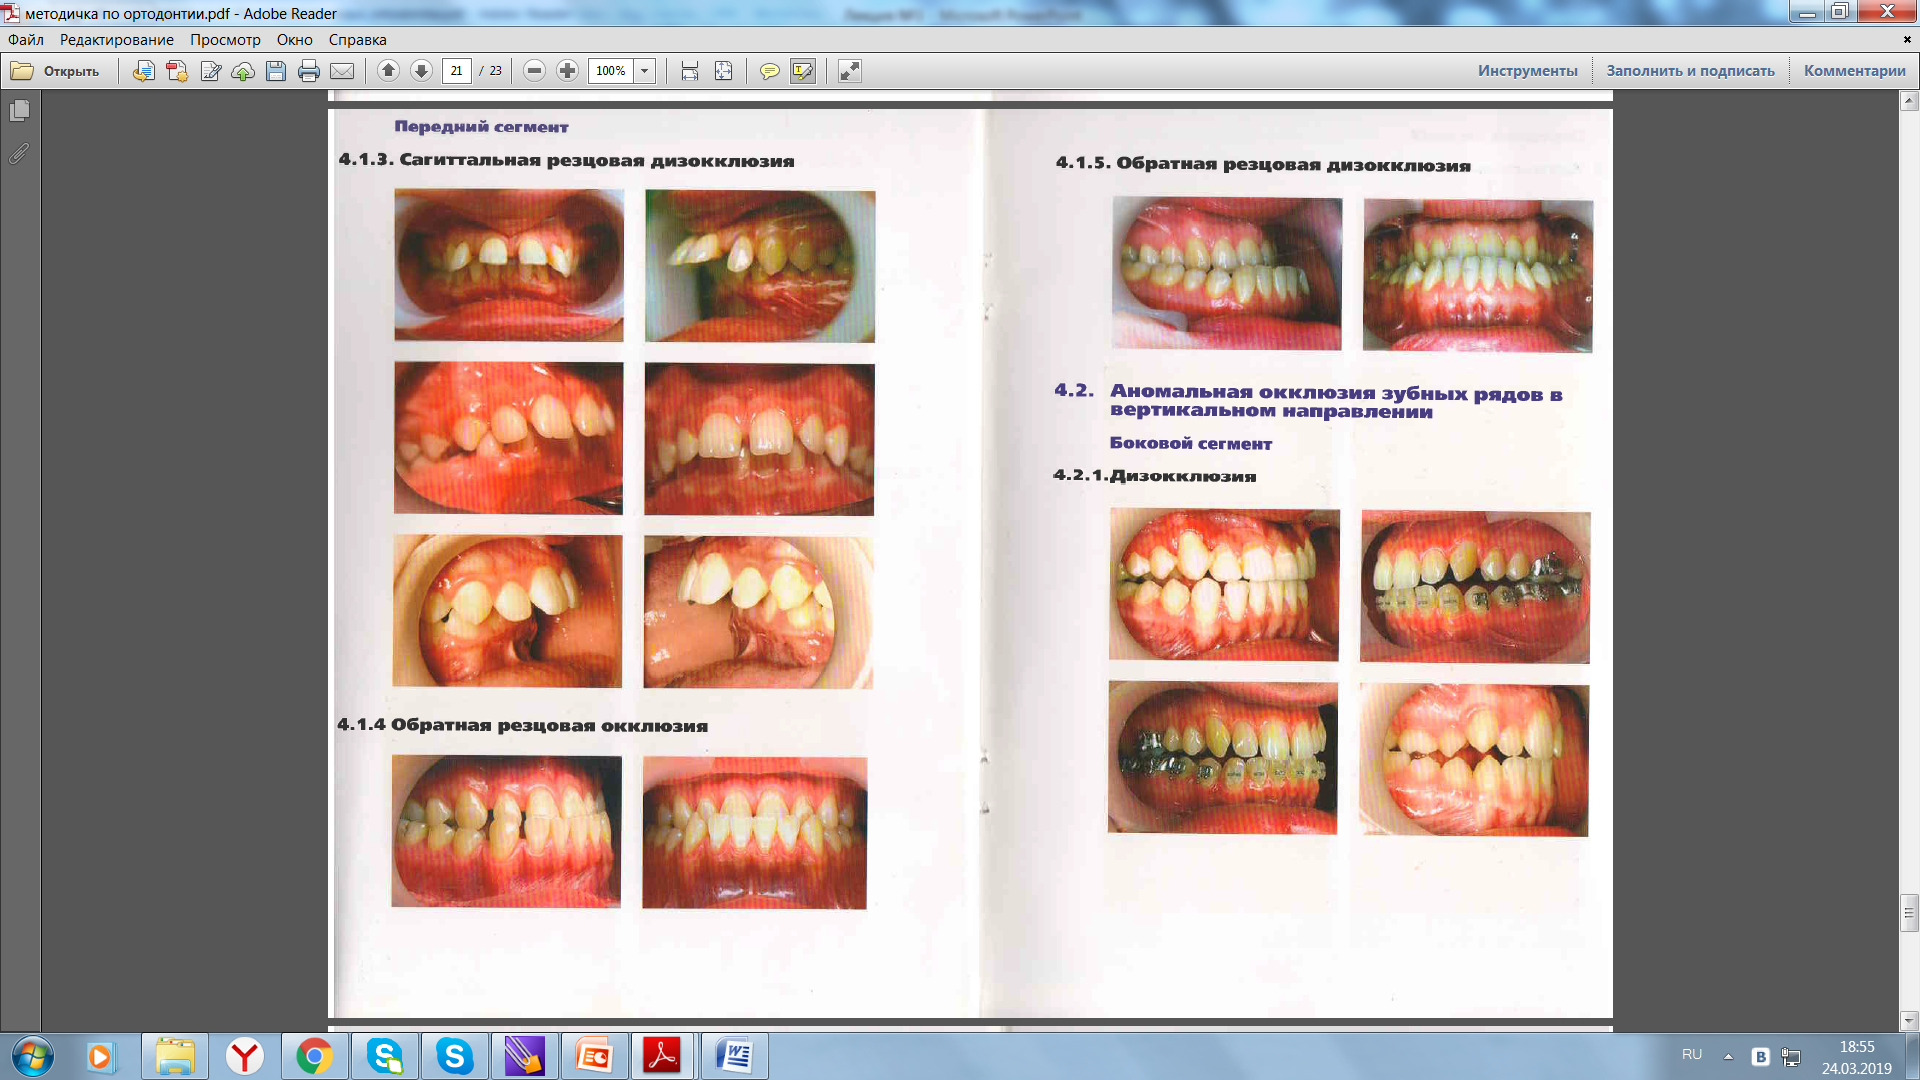 методичка по ортодонтии.pdf - Adobe Reader
Файл Редактирование Просмотр Окно Справка
Открыть 21 / 23 100% Инструменты Заполнить и подписать Комментарии
Передний сегмент
4.1.3. Сагиттальная резцовая дизокклюзия
4.1.4 Обратная резцовая окклюзия
4.1.5. Обратная резцовая дизокклюзия
4.2. Аномальная окклюзия зубных рядов в
вертикальном направлении
Боковой сегмент
4.2.1.Дизокклюзия
RU
18:55
24.03.2019